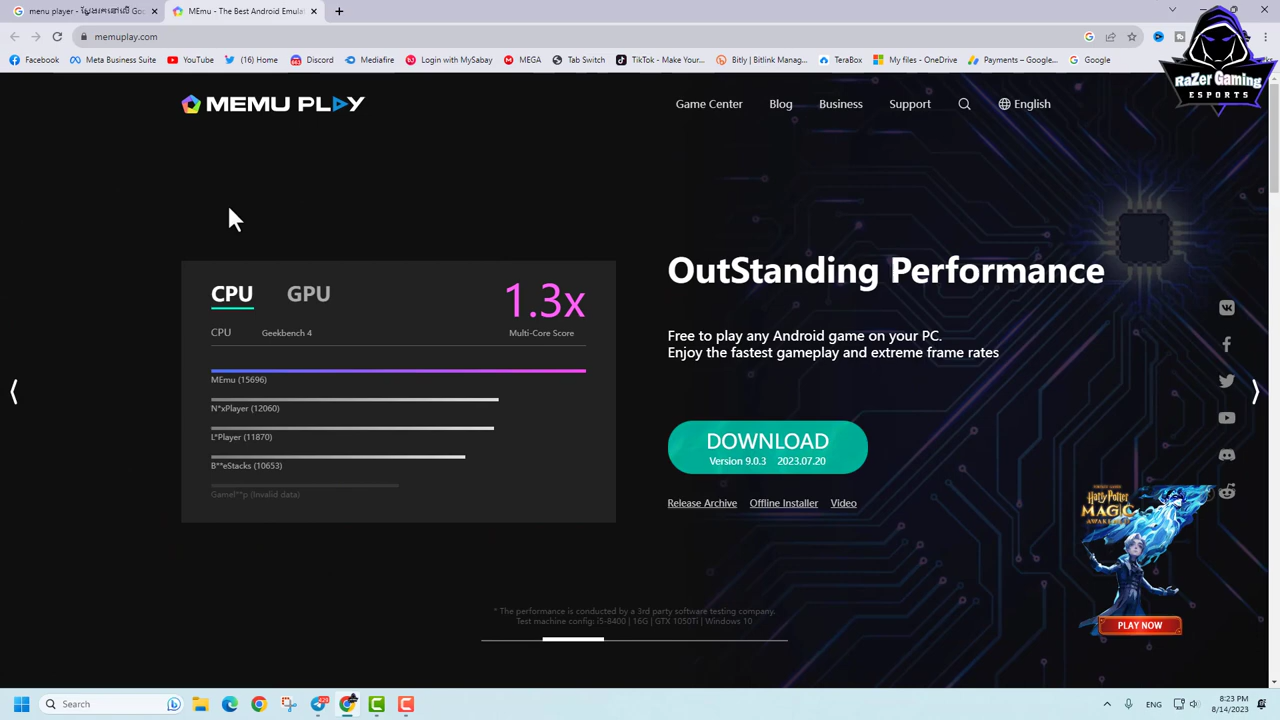 menu player - ស្វែងរក Goo
MEmu - The Best Android Emula
memuplay.com
Facebook
Meta Business Suite
YouTube
(12) Home
Discord
Mediafire
Login with MySabay
MEGA
Tab Switch
TikTok - Make Your...
Bitly | Bitlink Manag...
TeraBox
My files - OneDrive
Payments – Google...
Google
RaZer Gaming
ESPORTS
MEMU PLAY
Game Center
Blog
Business
Support
English
CPU
GPU
1.3x
CPU
Geekbench 4
Multi-Core Score
MEmu (15696)
N*xPlayer (12060)
L*Player (11870)
B**eStacks (10653)
Gamel**p (Invalid data)
OutStanding Performance
Free to play any Android game on your PC.
Enjoy the fastest gameplay and extreme frame rates
DOWNLOAD
Version 9.0.3 2023.07.20
Release Archive
Offline Installer
Video
Harry Potter
MAGIC
AWAKENED
PLAY NOW
* The performance is conducted by a 3rd party software testing company.
Test machine config: i5-8400 | 16G | GTX 1050Ti | Windows 10
Search
ENG
8:23 PM
8/14/2023